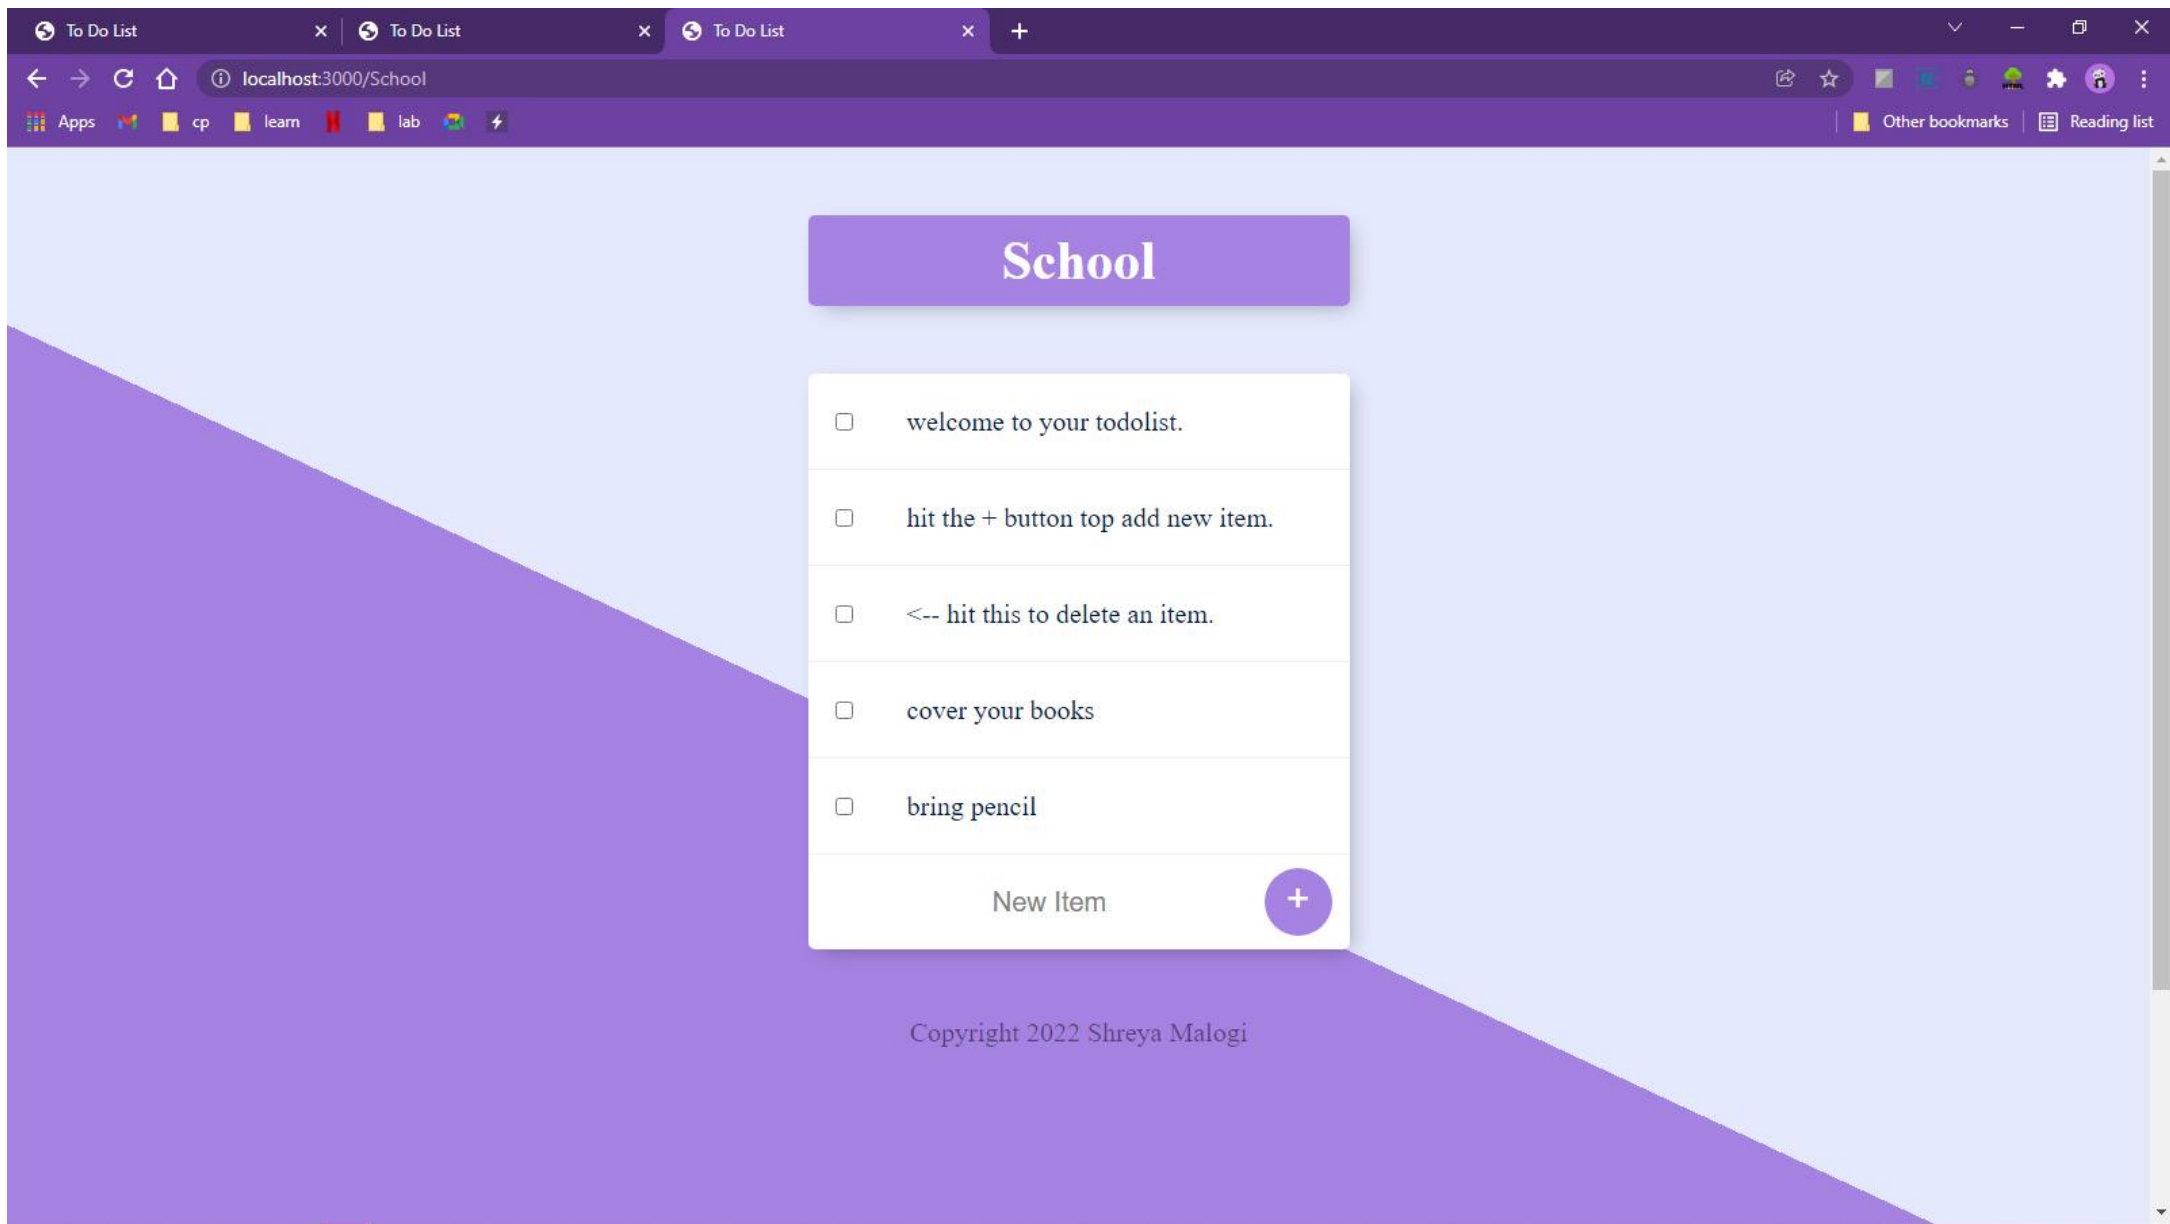 To Do List
To Do List
To Do List
localhost:3000/School
Apps cp learn lab Other bookmarks Reading list
School
welcome to your todolist.
hit the + button top add new item.
<-- hit this to delete an item.
cover your books
bring pencil
New Item +
Copyright 2022 Shreya Malogi